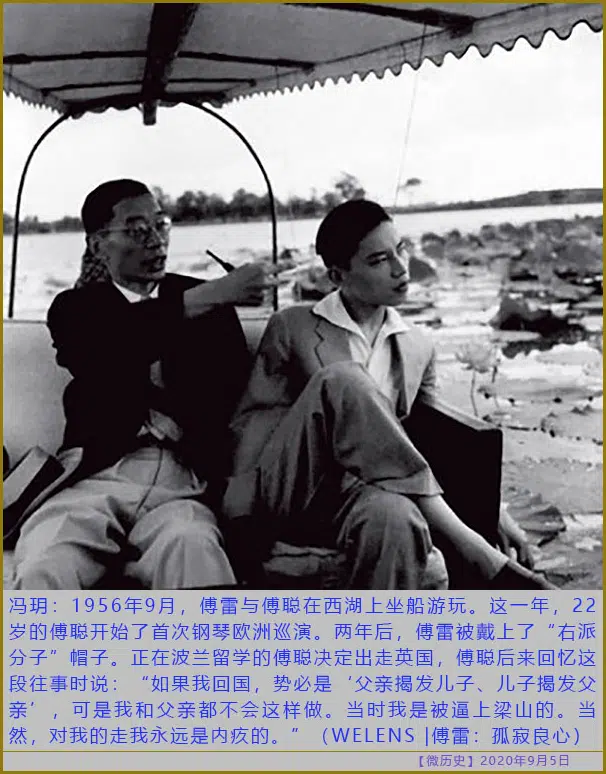 冯玥：1956年9月，傅雷与傅聪在西湖上坐船游玩。这一年，22
岁的傅聪开始了首次钢琴欧洲巡演。两年后，傅雷被戴上了“右派
分子”帽子。正在波兰留学的傅聪决定出走英国，傅聪后来回忆这
段往事时说：“如果我回国，势必是‘父亲揭发儿子、儿子揭发父
亲’，可是我和父亲都不会这样做。当时我是被逼上梁山的。当
然，对我的走我永远是内疚的。”（WELENS |傅雷：孤寂良心）
【微历史】2020年9月5日